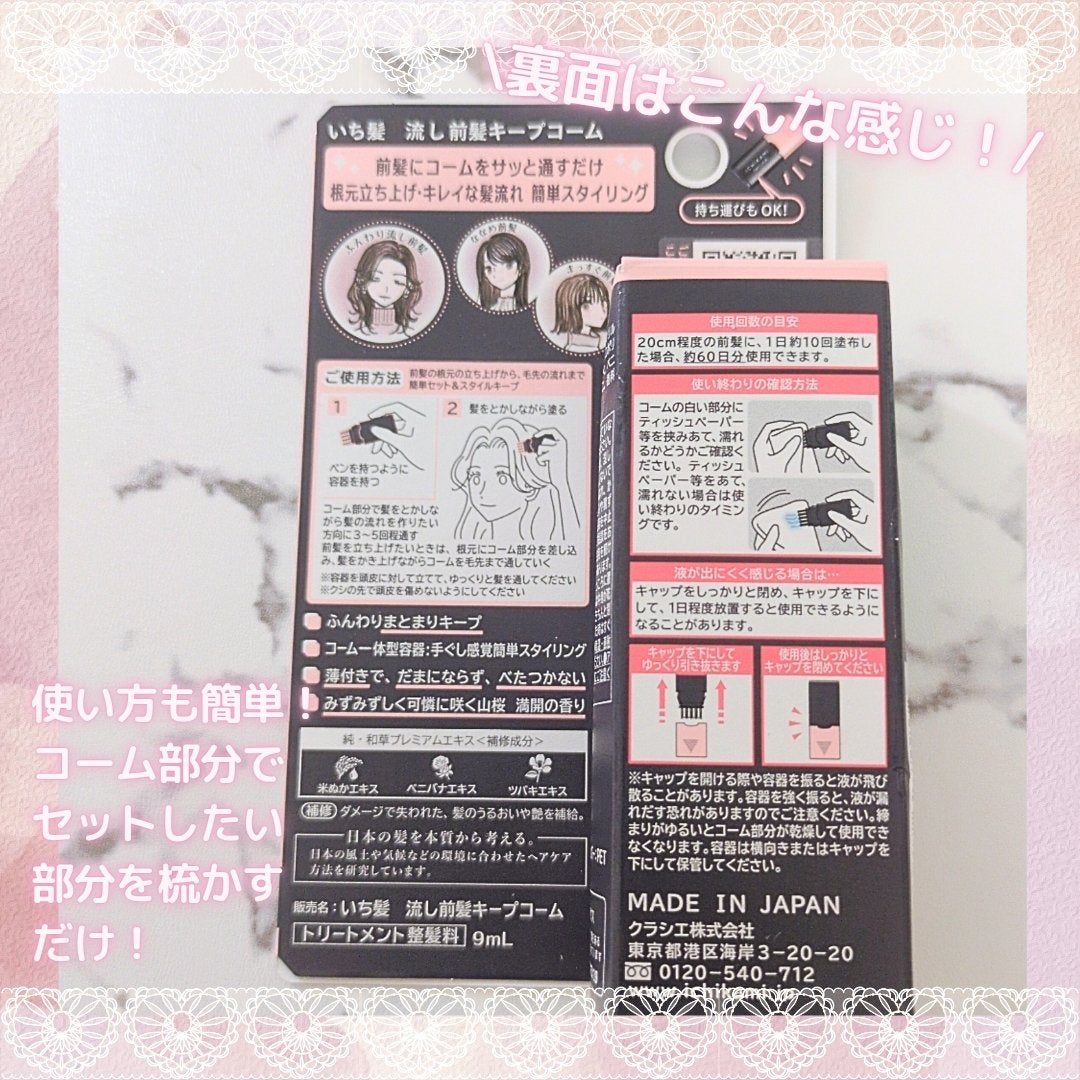 \裏面はこんな感じ！/
いち髪　流し前髪キープコーム
前髪にコームをサッと通すだけ
根元立ち上げ･キレイな髪流れ 簡単スタイリング
持ち運びもOK!
ふんわり流し前髪
ななめ前髪
まっすぐ前
ご使用方法
前髪の根元の立ち上げから、毛先の流れまで
簡単セット＆スタイルキープ
1
ペンを持つように
容器を持つ
2 髪をとかしながら塗る
コーム部分で髪をとかしな
がら髪の流れを作りたい
方向に3〜5回程通す
前髪を立ち上げたいときは、根元にコーム部分を差し込
み、髪をかき上げながらコームを毛先まで通していく
※容器を頭皮に対して立てて、ゆっくりと髪を通してください
※クシの先で頭皮を傷めないようにしてください
ふんわりまとまりキープ
コーム一体型容器:手ぐし感覚簡単スタイリング
薄付きで、だまにならず、べたつかない
みずみずしく可憐に咲く山桜　満開の香り
純・和草プレミアムエキス＜補修成分＞
米ぬかエキス
ベニバナエキス
ツバキエキス
補修 ダメージで失われた、髪のうるおいや艶を補給。
日本の髪を本質から考える。
日本の風土や気候などの環境に合わせたヘアケア
方法を研究しています。
販売名：いち髪　流し前髪キープコーム
トリートメント整髪料 9mL
使用回数の目安
20cm程度の前髪に、1日約10回塗布し
た場合、約60日分使用できます。
使い終わりの確認方法
コームの白い部分に
ティッシュペーパー
等を挟みあて、濡れ
るかどうかご確認く
ださい。ティッシュ
ペーパー等をあて、
濡れない場合は使
い終わりのタイミン
グです。
液が出にくく感じる場合は…
キャップをしっかりと閉め、キャップを下に
して、1日程度放置すると使用できるように
なることがあります。
キャップを下にして
ゆっくり引き抜きます
使用後はしっかりと
キャップを閉めてください
※キャップを開ける際や容器を振ると液が飛び
散ることがあります。容器を強く振ると、液が漏
れだす恐れがありますのでご注意ください。締
まりがゆるいとコーム部分が乾燥して使用でき
なくなります。容器は横向きまたはキャップを
下にして保管してください。
MADE IN JAPAN
クラシエ株式会社
東京都港区海岸3-20-20
0120-540-712
www.ichikami.jp
使い方も簡単！
コーム部分で
セットしたい
部分を梳かす
だけ！